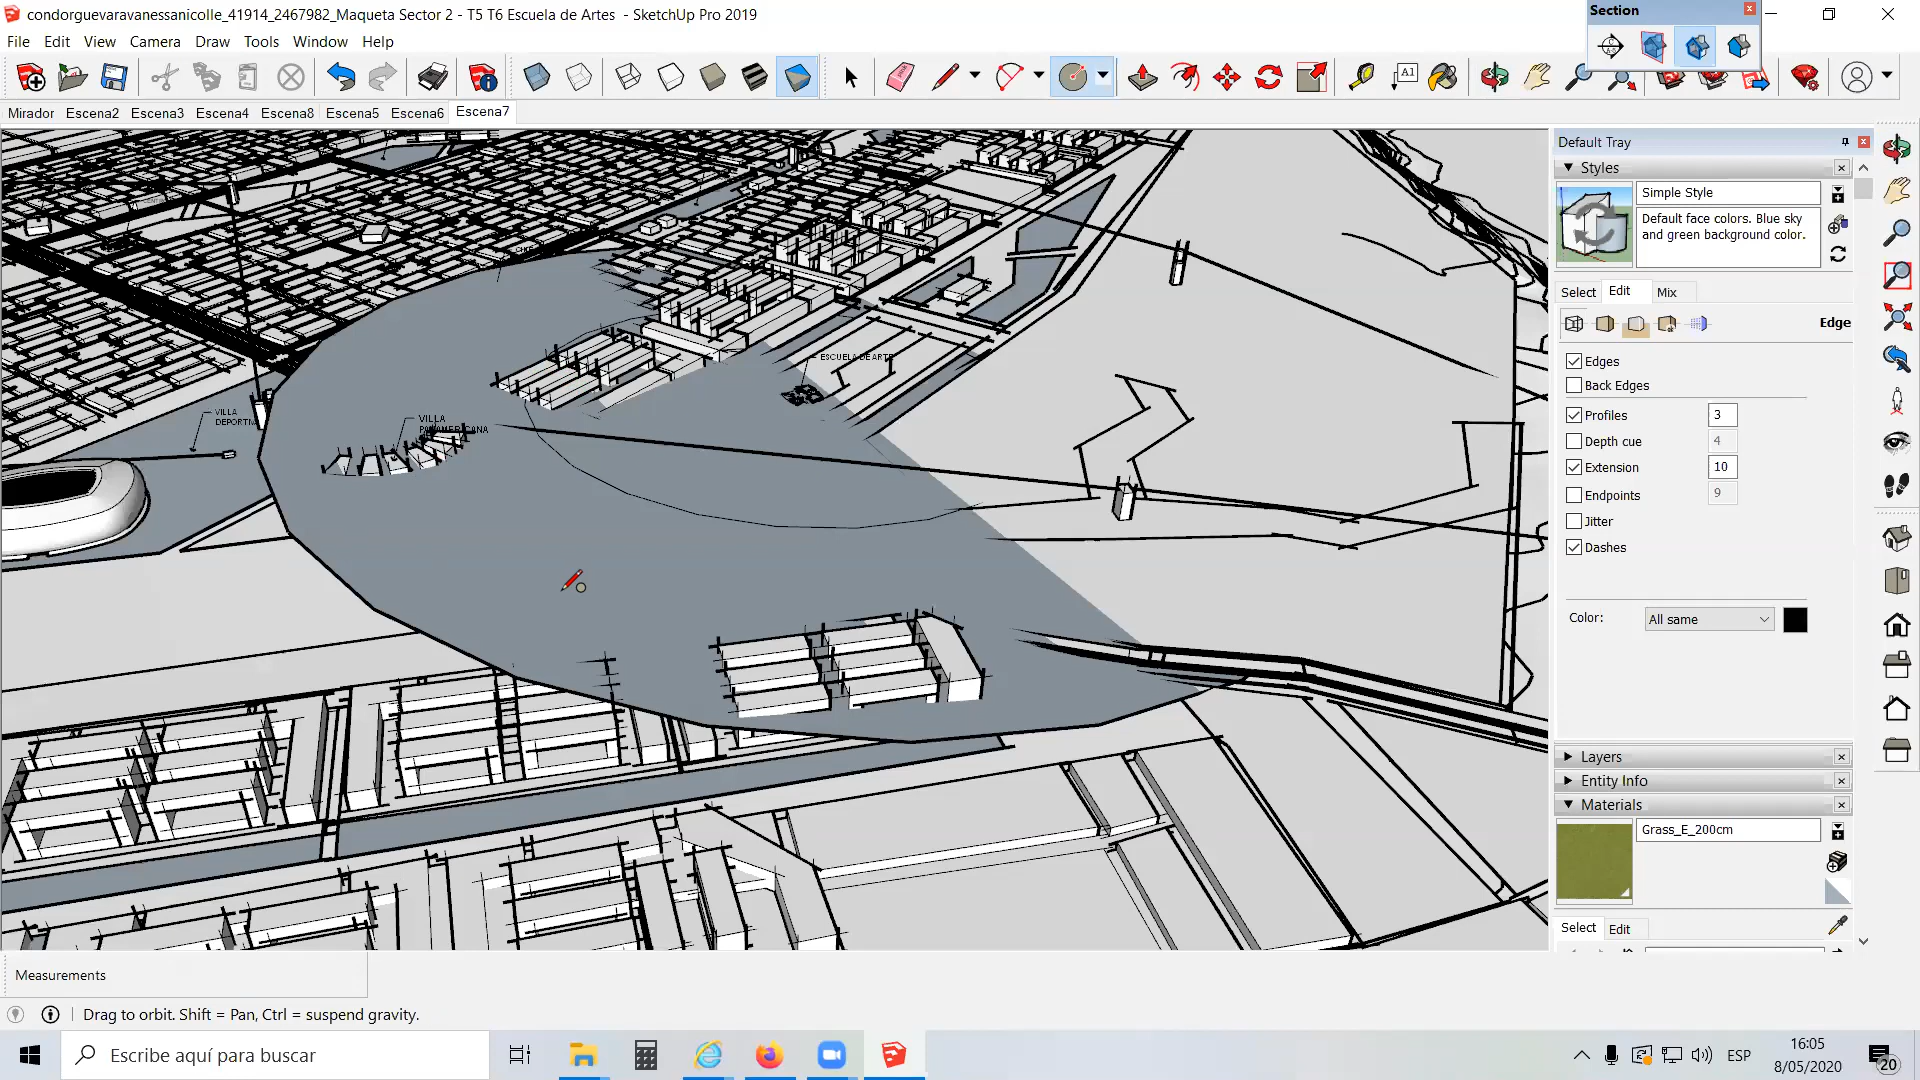 condorguevaravanessanicolle_41914_2467982_Maqueta Sector 2 - T5 T6 Escuela de Artes - SketchUp Pro 2019
Section
File Edit View Camera Draw Tools Window Help
A1
Mirador Escena2 Escena3 Escena4 Escena8 Escena5 Escena6 Escena7
Default Tray
Styles
Simple Style
Default face colors. Blue sky
and green background color.
Select Edit Mix
Edge
Edges
Back Edges
Profiles 3
Depth cue 4
Extension 10
Endpoints 9
Jitter
Dashes
Color: All same
ESCUELA DE ARTE
VILLA
VILLA
PANAMERICANA
Layers
Entity Info
Materials
Grass_E_200cm
Select Edit
Measurements
Drag to orbit. Shift = Pan, Ctrl = suspend gravity.
Escribe aquí para buscar
ESP
16:05
8/05/2020
20